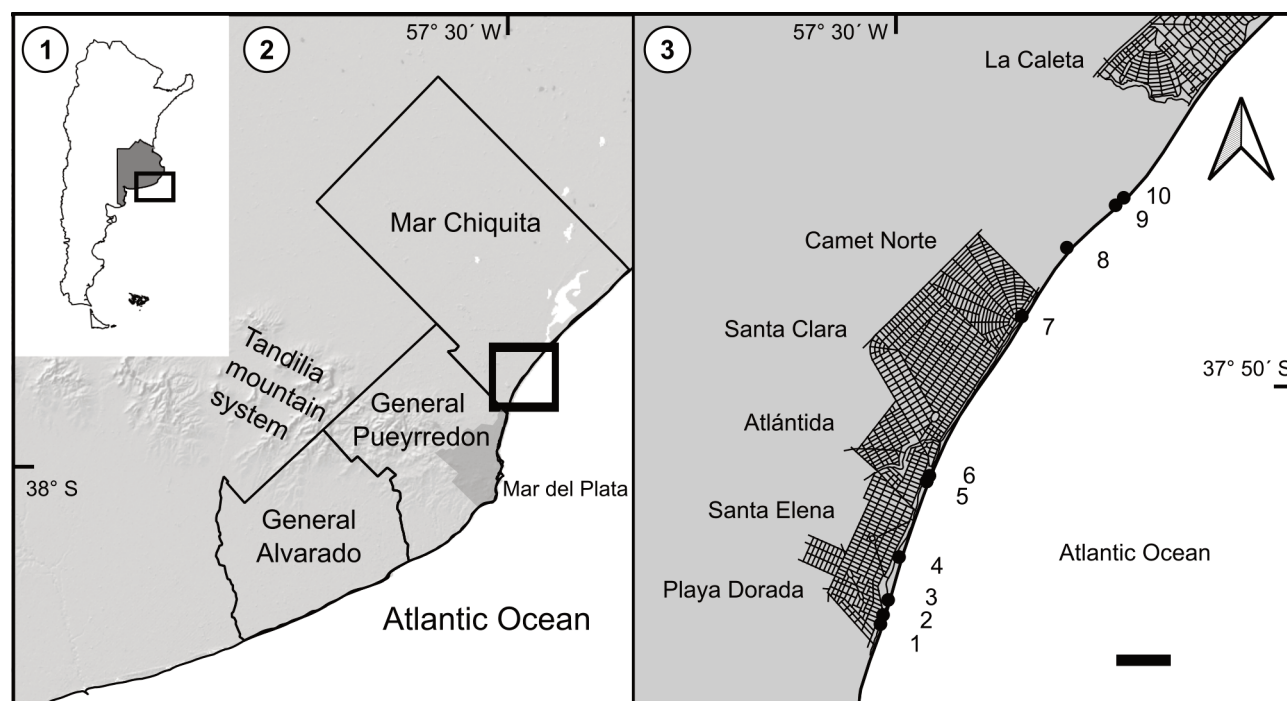 1
2
57° 30´ W
Mar Chiquita
Tandilia
mountain
system
General
Pueyrredon
Mar del Plata
38° S
General
Alvarado
Atlantic Ocean
3
57° 30´ W
La Caleta
10
9
Camet Norte
8
7
Santa Clara
37° 50´ S
Atlántida
6
5
Santa Elena
Atlantic Ocean
4
Playa Dorada
3
2
1